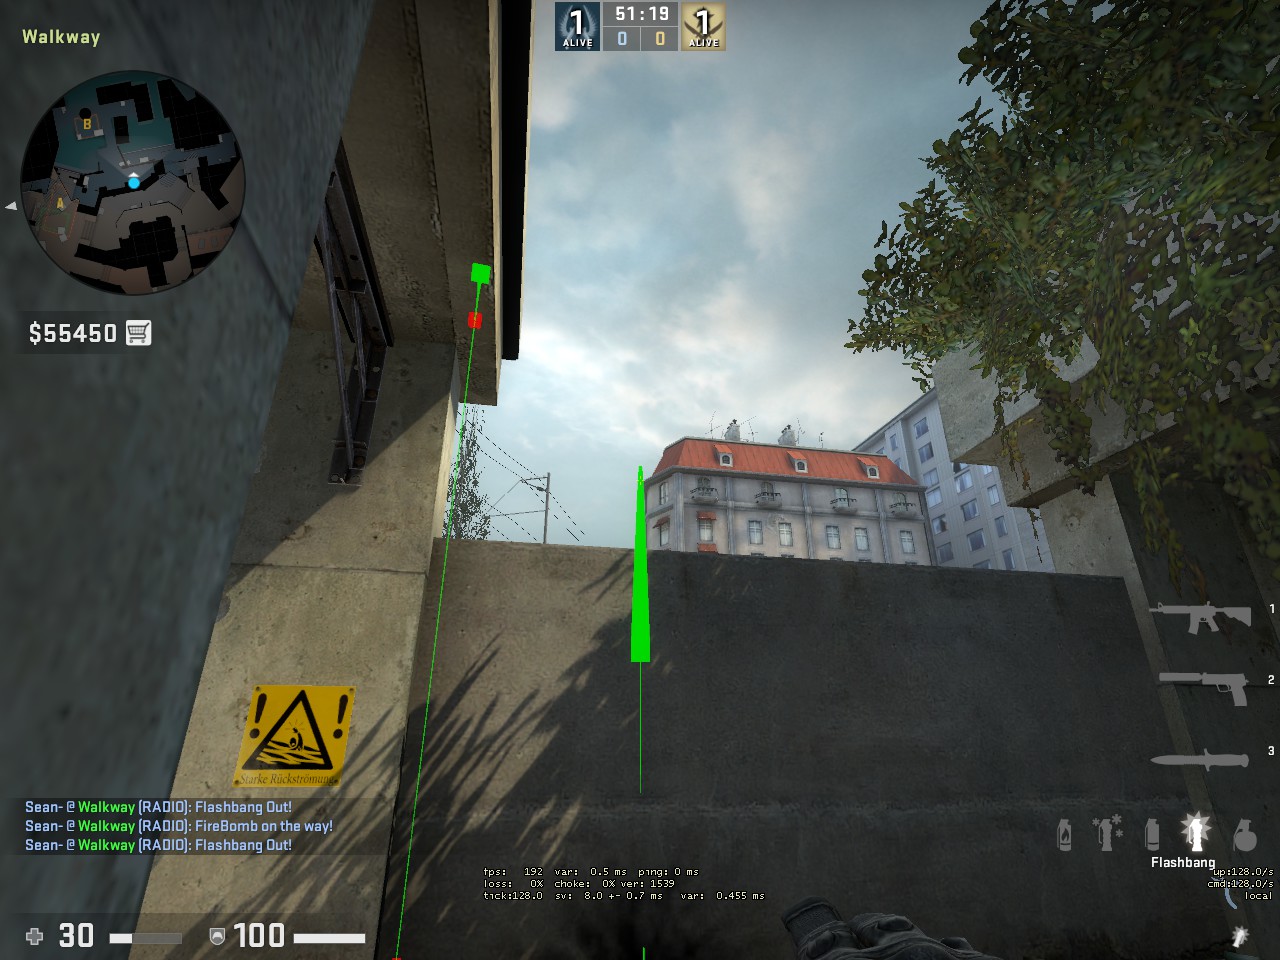 Walkway
1
ALIVE
51:19
0
0
1
ALIVE
B
A
$55450
1
2
3
Starke Rückströmung
Sean- @ Walkway (RADIO): Flashbang Out!
Sean- @ Walkway (RADIO): FireBomb on the way!
Sean- @ Walkway (RADIO): Flashbang Out!
Flashbang
fps: 192 var: 0.5 ms ping: 0 ms
loss: 0% choke: 0% ver: 1539
tick:128.0 sv: 8.0 +- 0.7 ms var: 0.455 ms
up:128.0/s
cmd:128.0/s
local
30
100